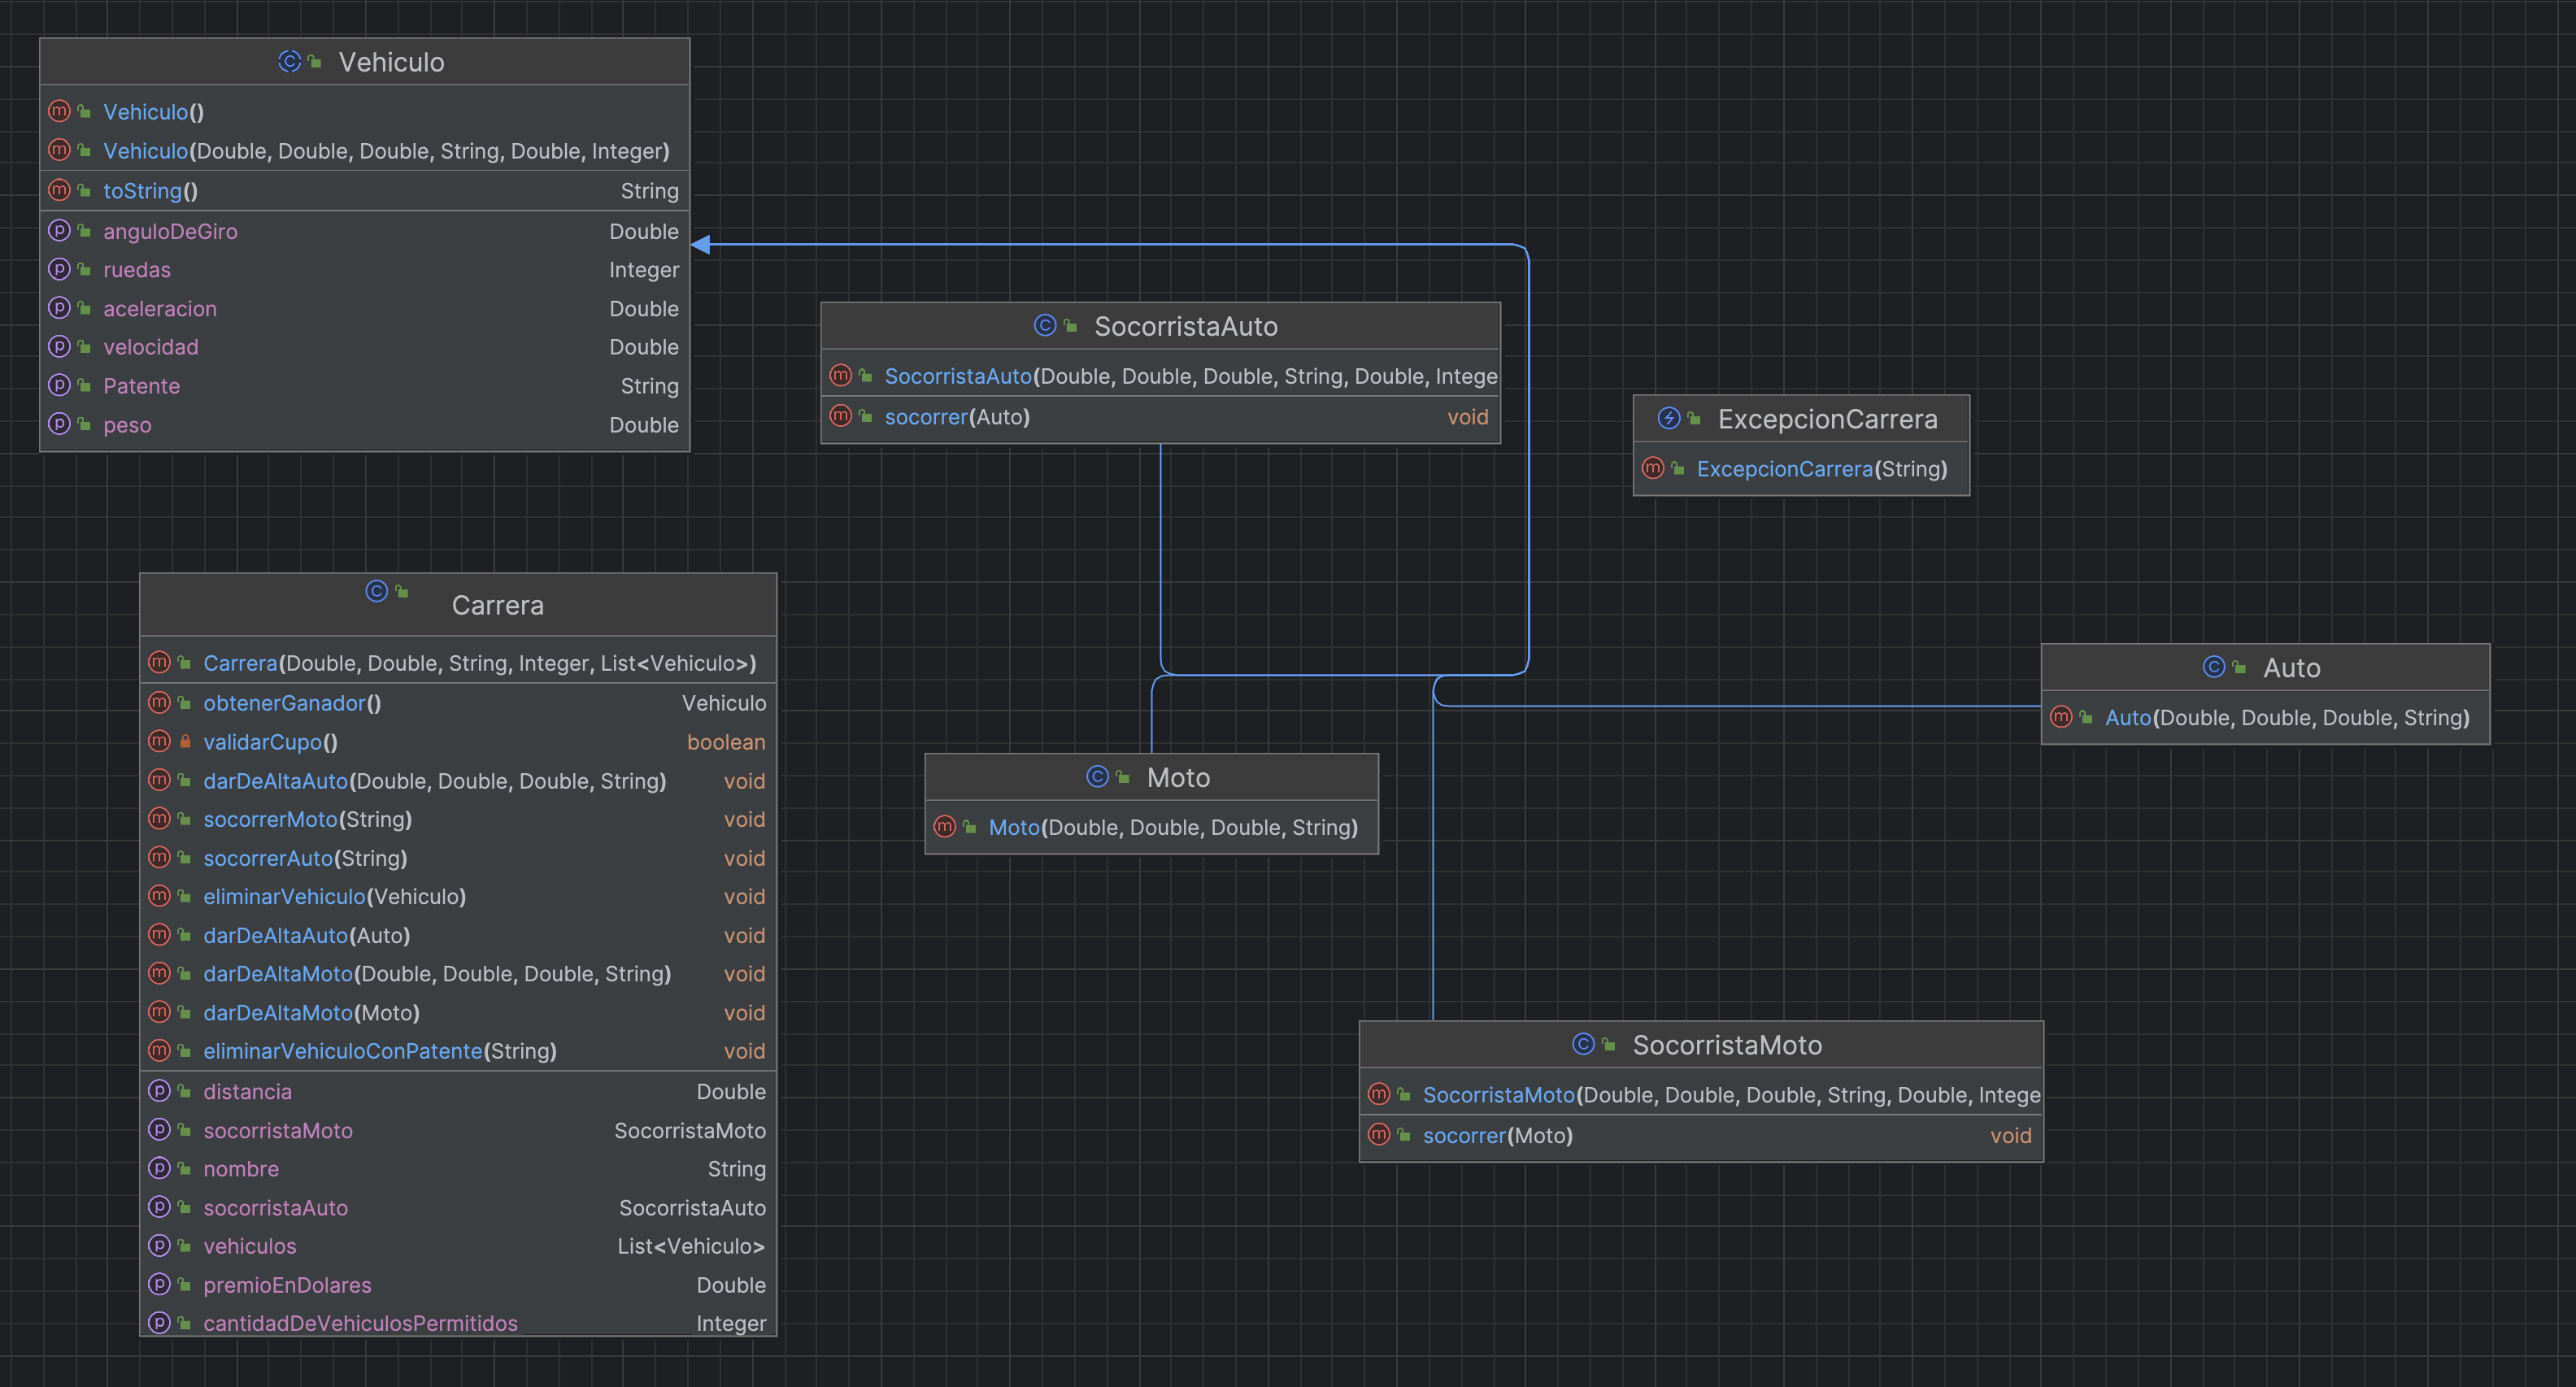 Vehiculo
Vehiculo()
Vehiculo(Double, Double, Double, String, Double, Integer)
toString() String
anguloDeGiro Double
ruedas Integer
aceleracion Double
velocidad Double
Patente String
peso Double
SocorristaAuto
SocorristaAuto(Double, Double, Double, String, Double, Intege
socorrer(Auto) void
ExcepcionCarrera
ExcepcionCarrera(String)
Carrera
Carrera(Double, Double, String, Integer, List<Vehiculo>)
obtenerGanador() Vehiculo
validarCupo() boolean
darDeAltaAuto(Double, Double, Double, String) void
socorrerMoto(String) void
socorrerAuto(String) void
eliminarVehiculo(Vehiculo) void
darDeAltaAuto(Auto) void
darDeAltaMoto(Double, Double, Double, String) void
darDeAltaMoto(Moto) void
eliminarVehiculoConPatente(String) void
distancia Double
socorristaMoto SocorristaMoto
nombre String
socorristaAuto SocorristaAuto
vehiculos List<Vehiculo>
premioEnDolares Double
cantidadDeVehiculosPermitidos Integer
Auto
Auto(Double, Double, Double, String)
Moto
Moto(Double, Double, Double, String)
SocorristaMoto
SocorristaMoto(Double, Double, Double, String, Double, Intege
socorrer(Moto) void